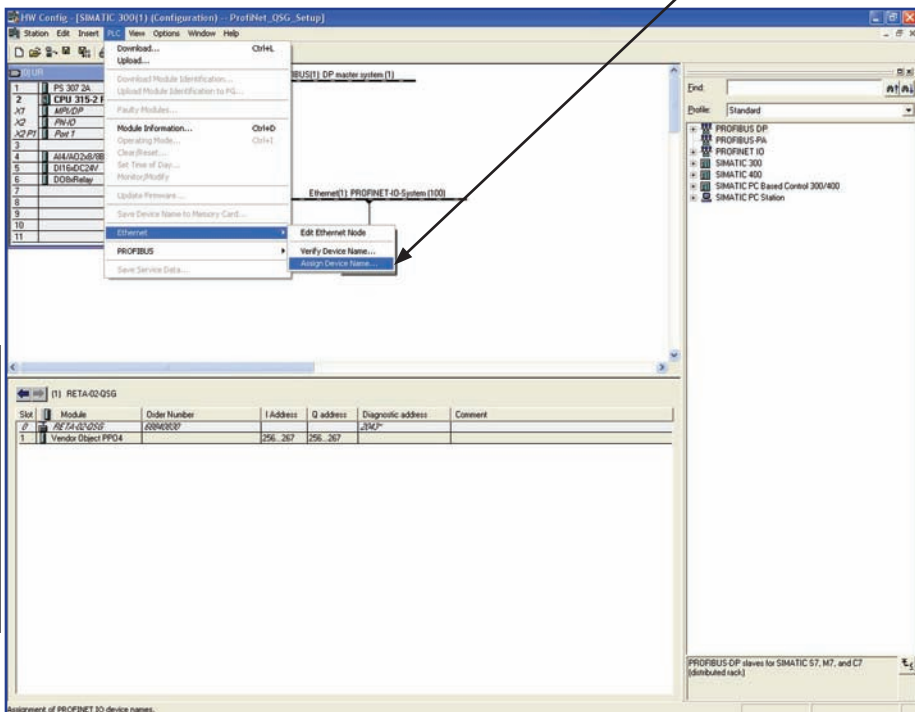 HW Config - [SIMATIC 300(1) (Configuration) -- ProfiNet_QSG_Setup]
Station Edit Insert PLC View Options Window Help
Download... Ctrl+L
Upload...
Download Module Identification...
Upload Module Identification to PG...
Faulty Modules...
Module Information... Ctrl+D
Operating Mode... Ctrl+I
Clear/Reset...
Set Time of Day...
Monitor/Modify
Update Firmware...
Save Device Name to Memory Card...
Ethernet
PROFIBUS
Save Service Data...
Edit Ethernet Node
Verify Device Name...
Assign Device Name...
(0) UR
1 PS 307 2A
2 CPU 315-2
X1 MPI/DP
X2 PN-IO
X2 P1 Port 1
3
4 AI4/AO2x8/8B
5 DI16xDC24V
6 DO8xRelay
7
8
9
10
11
IBUS(1): DP master system (1)
Ethernet(1): PROFINET-IO-System (100)
Find:
Profile: Standard
PROFIBUS DP
PROFIBUS-PA
PROFINET IO
SIMATIC 300
SIMATIC 400
SIMATIC PC Based Control 300/400
SIMATIC PC Station
(1) RETA-02-QSG
Slot Module Order Number I Address Q address Diagnostic address Comment
0 RETA-02-QSG 68840000 2043*
1 Vendor Object PPO4 256...267 256...267
PROFIBUS-DP slaves for SIMATIC S7, M7, and C7
(distributed rack)
Assignment of PROFINET IO device names.